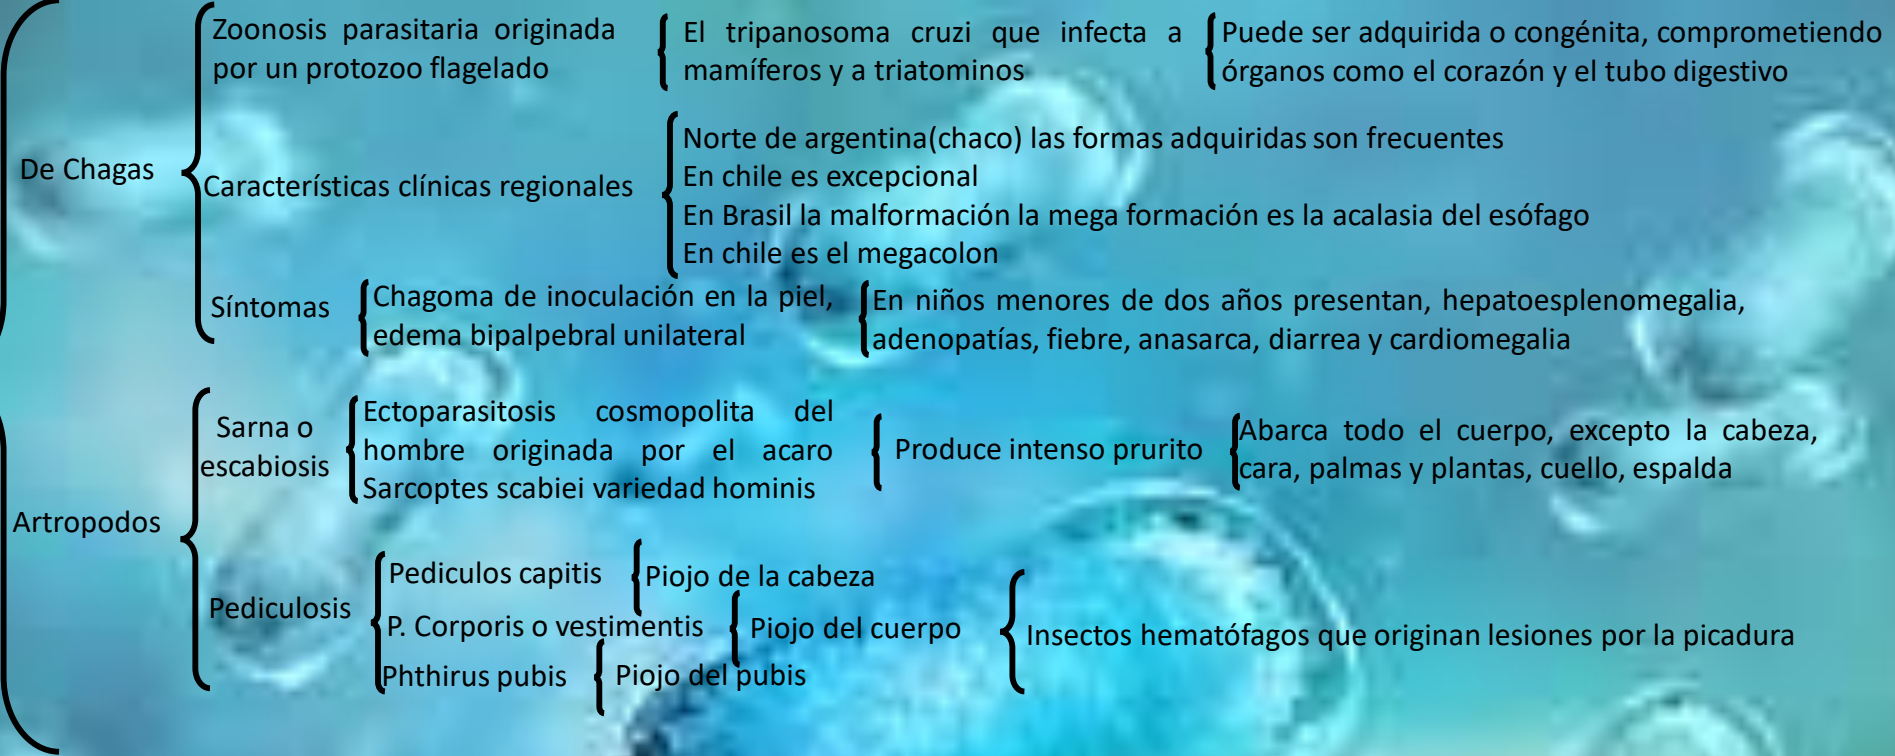 De Chagas
Zoonosis parasitaria originada
por un protozoo flagelado
El tripanosoma cruzi que infecta a
mamíferos y a triatominos
Puede ser adquirida o congénita, comprometiendo
órganos como el corazón y el tubo digestivo
Características clínicas regionales
Norte de argentina(chaco) las formas adquiridas son frecuentes
En chile es excepcional
En Brasil la malformación la mega formación es la acalasia del esófago
En chile es el megacolon
Síntomas
Chagoma de inoculación en la piel,
edema bipalpebral unilateral
En niños menores de dos años presentan, hepatoesplenomegalia,
adenopatías, fiebre, anasarca, diarrea y cardiomegalia
Artropodos
Sarna o
escabiosis
Ectoparasitosis cosmopolita del
hombre originada por el acaro
Sarcoptes scabiei variedad hominis
Produce intenso prurito
Abarca todo el cuerpo, excepto la cabeza,
cara, palmas y plantas, cuello, espalda
Pediculosis
Pediculos capitis
Piojo de la cabeza
P. Corporis o vestimentis
Piojo del cuerpo
Phthirus pubis
Piojo del pubis
Insectos hematófagos que originan lesiones por la picadura